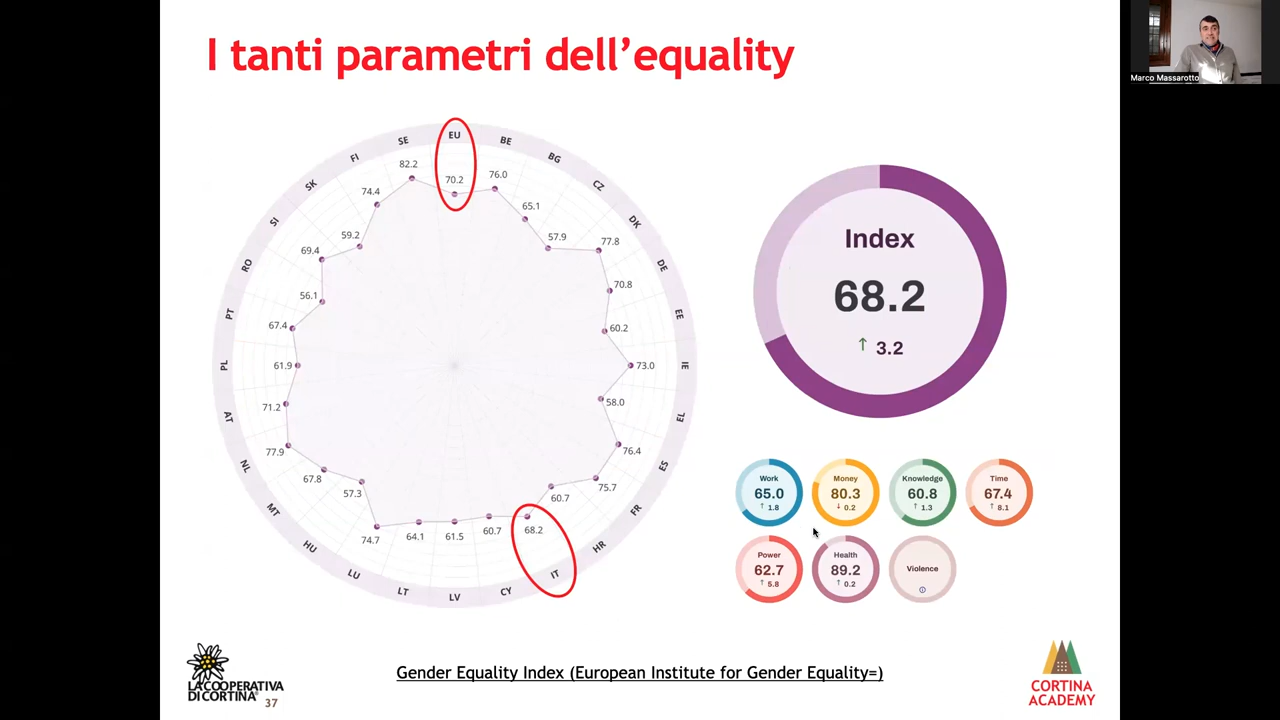 I tanti parametri dell’equality
Marco Massarotto
EU
BE
BG
CZ
DK
DE
EE
IE
EL
ES
FR
HR
IT
CY
LV
LT
LU
HU
MT
NL
AT
PL
PT
RO
SI
SK
FI
SE
70.2
76.0
65.1
57.9
77.8
70.8
60.2
73.0
58.0
76.4
75.7
60.7
68.2
60.7
61.5
64.1
74.7
57.3
67.8
77.9
71.2
61.9
67.4
56.1
69.4
59.2
74.4
82.2
Index
68.2
↑ 3.2
Work
65.0
↑ 1.8
Money
80.3
↓ 0.2
Knowledge
60.8
↑ 1.3
Time
67.4
↑ 8.1
Power
62.7
↑ 5.8
Health
89.2
↑ 0.2
Violence
LA COOPERATIVA
DI CORTINA
37
Gender Equality Index (European Institute for Gender Equality=)
CORTINA
ACADEMY